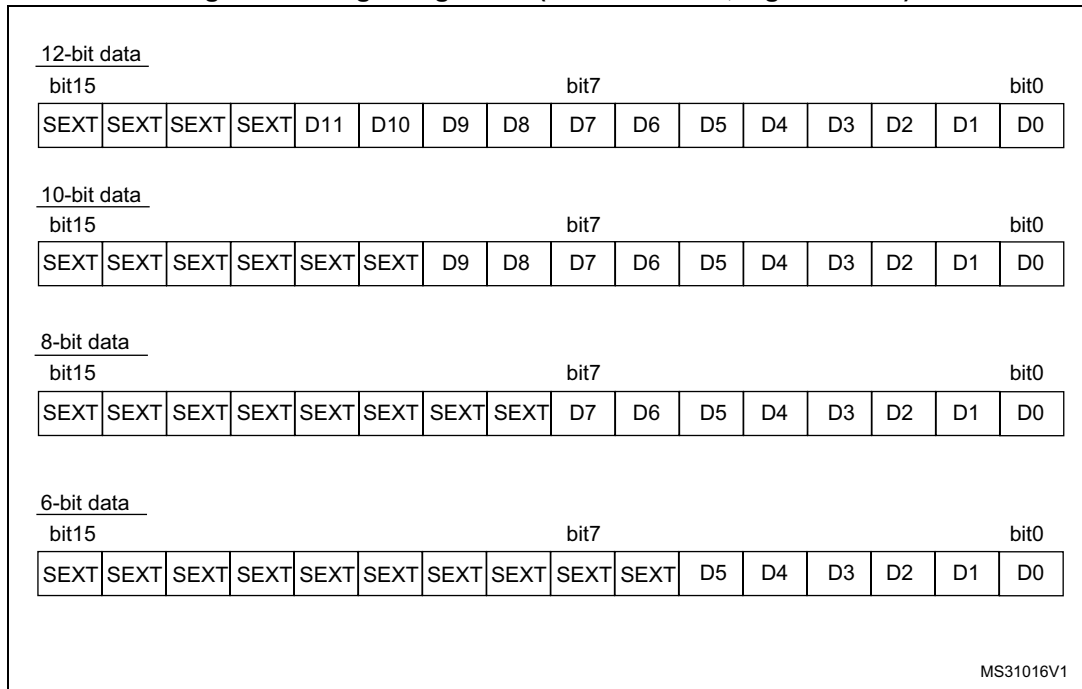 12-bit data
bit15 bit7 bit0
SEXT SEXT SEXT SEXT D11 D10 D9 D8 D7 D6 D5 D4 D3 D2 D1 D0
10-bit data
bit15 bit7 bit0
SEXT SEXT SEXT SEXT SEXT SEXT D9 D8 D7 D6 D5 D4 D3 D2 D1 D0
8-bit data
bit15 bit7 bit0
SEXT SEXT SEXT SEXT SEXT SEXT SEXT SEXT D7 D6 D5 D4 D3 D2 D1 D0
6-bit data
bit15 bit7 bit0
SEXT SEXT SEXT SEXT SEXT SEXT SEXT SEXT SEXT SEXT D5 D4 D3 D2 D1 D0
MS31016V1